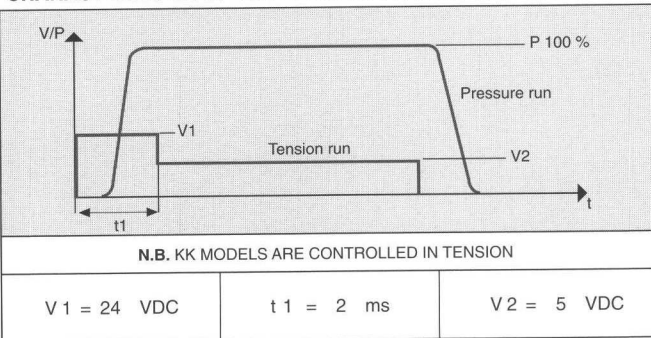 V/P
P 100 %
Pressure run
V1
Tension run
V2
t
t1
N.B. KK MODELS ARE CONTROLLED IN TENSION
V 1 = 24 VDC
t 1 = 2 ms
V 2 = 5 VDC